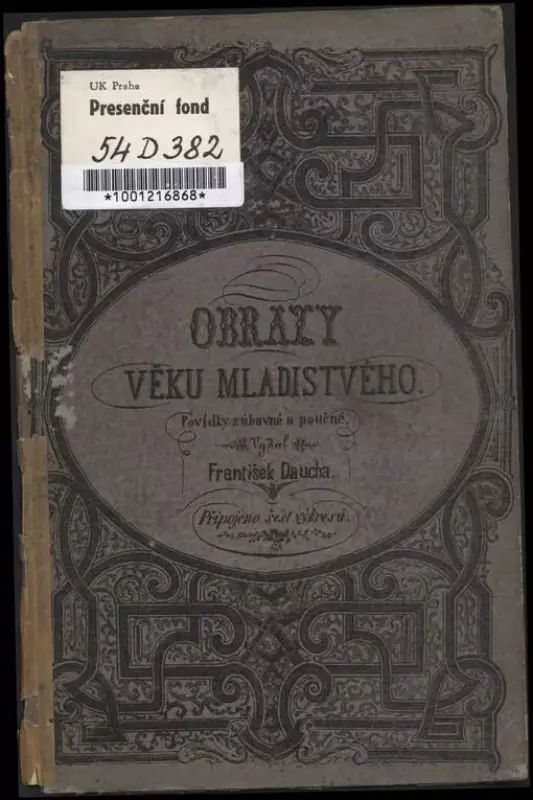 UK Praha
Presenční fond
54 D 382
*1001216868*
OBRAZY
VĚKU MLADISTVÉHO.
Povídky zábavné a poučné.
Vydal
František Daucha.
Připojeno šest výkresů.